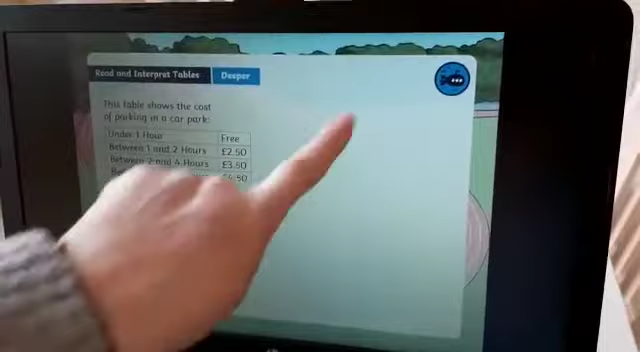 Read and Interpret Tables Deeper
This table shows the cost
of parking in a car park:
Under 1 Hour Free
Between 1 and 2 Hours £2.50
Between 2 and 4 Hours £3.50